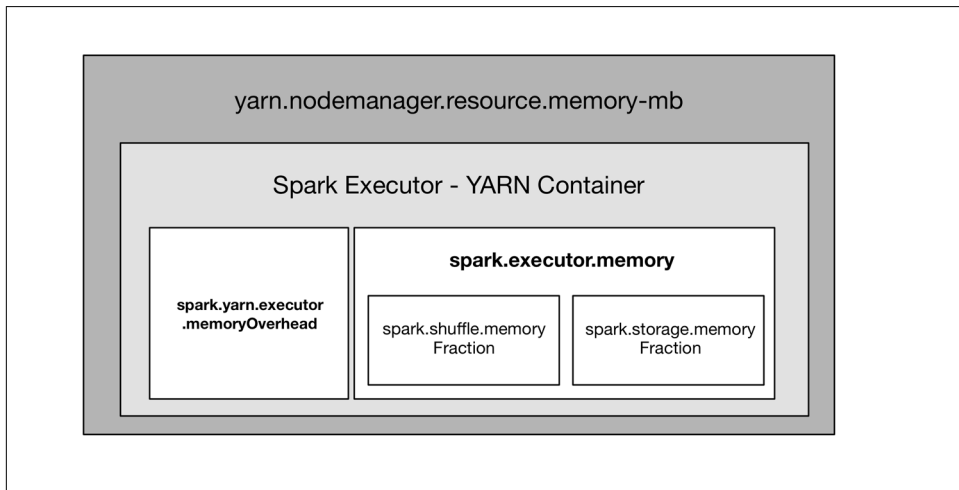 yarn.nodemanager.resource.memory-mb
Spark Executor - YARN Container
spark.yarn.executor
.memoryOverhead
spark.executor.memory
spark.shuffle.memory
Fraction
spark.storage.memory
Fraction